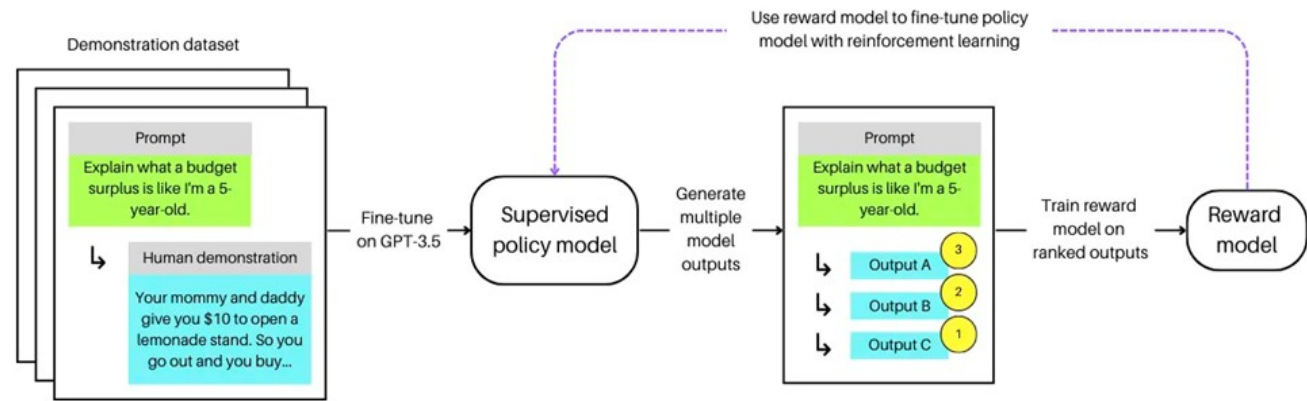 Demonstration dataset
Prompt
Explain what a budget
surplus is like I'm a 5-
year-old.
Human demonstration
Your mommy and daddy
give you $10 to open a
lemonade stand. So you
go out and you buy...
Fine-tune
on GPT-3.5
Supervised
policy model
Generate
multiple
model
outputs
Use reward model to fine-tune policy
model with reinforcement learning
Prompt
Explain what a budget
surplus is like I'm a 5-
year-old.
Output A
3
Output B
2
Output C
1
Train reward
model on
ranked outputs
Reward
model